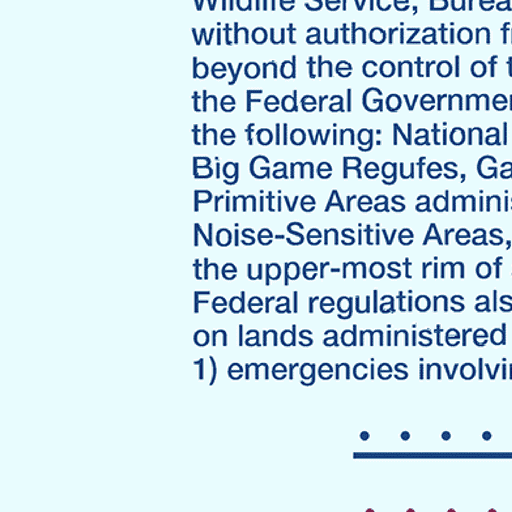 Wildlife Service, Burea
without authorization f
beyond the control of t
the Federal Governmen
the following: National
Big Game Regufes, Ga
Primitive Areas adminis
Noise-Sensitive Areas,
the upper-most rim of
Federal regulations als
on lands administered
1) emergencies involvi